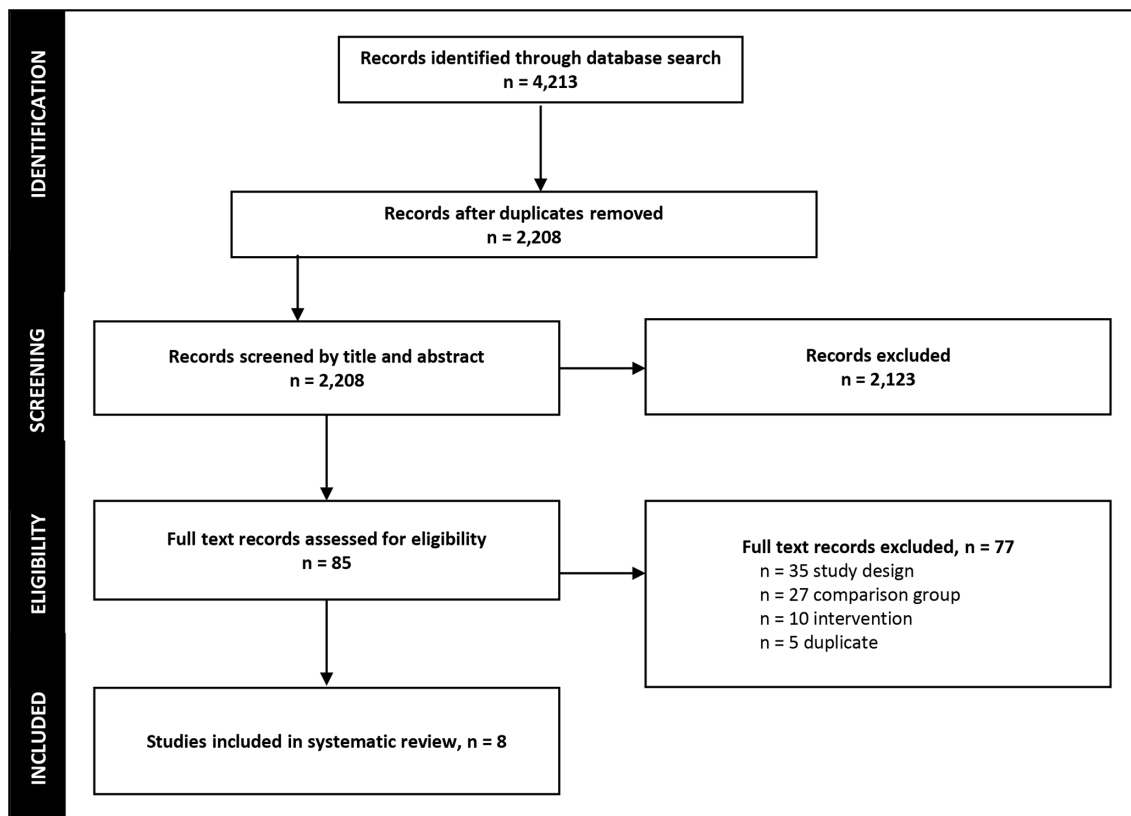 IDENTIFICATION
Records identified through database search
n = 4,213
Records after duplicates removed
n = 2,208
SCREENING
Records screened by title and abstract
n = 2,208
Records excluded
n = 2,123
ELIGIBILITY
Full text records assessed for eligibility
n = 85
Full text records excluded, n = 77
n = 35 study design
n = 27 comparison group
n = 10 intervention
n = 5 duplicate
INCLUDED
Studies included in systematic review, n = 8